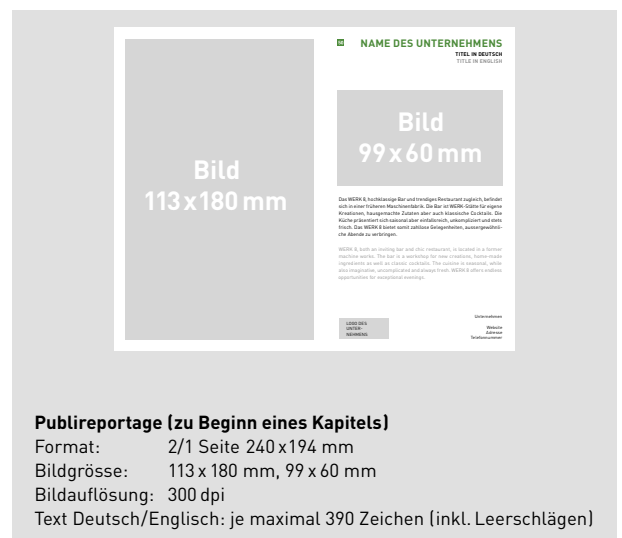 NAME DES UNTERNEHMENS
TITEL IN DEUTSCH
TITLE IN ENGLISH
Bild
113 x 180 mm
Bild
99 x 60 mm
Das WERK 8, hochklassige Bar und trendiges Restaurant zugleich, befindet
sich in einer früheren Maschinenfabrik. Die Bar ist WERK-Stätte für eigene
Kreationen, hausgemachte Zutaten aber auch klassische Cocktails. Die
Küche präsentiert sich saisonal aber einfallsreich, unkompliziert und stets
frisch. Das WERK 8 bietet somit zahllose Gelegenheiten, aussergewöhnli-
che Abende zu verbringen.
WERK 8, both an inviting bar and chic restaurant, is located in a former
machine works. The bar is a workshop for new creations, home-made
ingredients as well as classic cocktails. The cuisine is seasonal, while
also imaginative, uncomplicated and always fresh. WERK 8 offers endless
opportunities for exceptional evenings.
LOGO DES
UNTER-
NEHMENS
Unternehmen
Website
Adresse
Telefonnummer
Publireportage (zu Beginn eines Kapitels)
Format: 2/1 Seite 240 x 194 mm
Bildgrösse: 113 x 180 mm, 99 x 60 mm
Bildauflösung: 300 dpi
Text Deutsch/Englisch: je maximal 390 Zeichen (inkl. Leerschlägen)